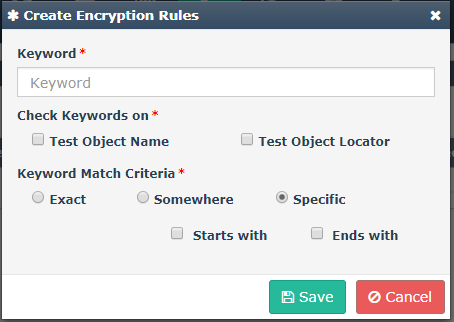 ✱ Create Encryption Rules ✖
Keyword *
Keyword
Check Keywords on *
Test Object Name Test Object Locator
Keyword Match Criteria *
Exact Somewhere Specific
Starts with Ends with
Save Cancel